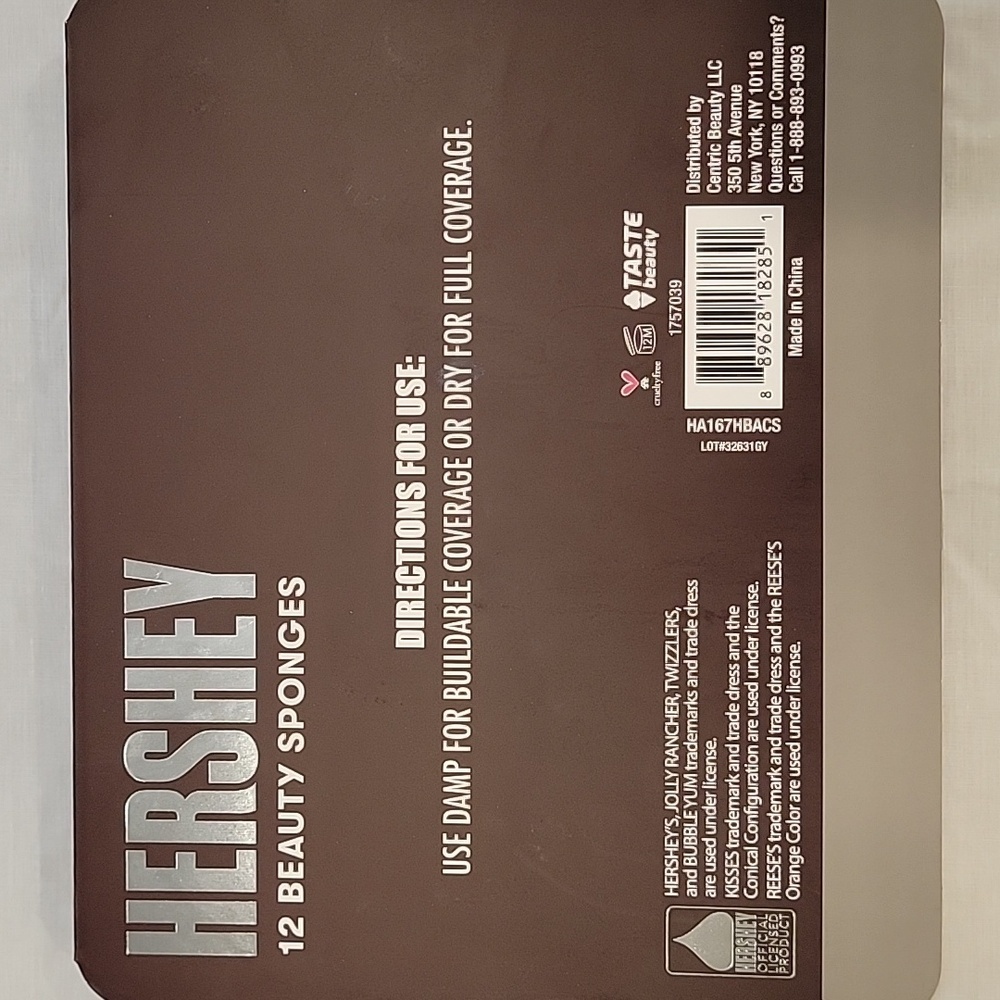 HERSHEY
12 BEAUTY SPONGES
DIRECTIONS FOR USE:
USE DAMP FOR BUILDABLE COVERAGE OR DRY FOR FULL COVERAGE.
HERSHEY
OFFICIAL
LICENSED
PRODUCT
HERSHEY'S, JOLLY RANCHER, TWIZZLERS,
and BUBBLE YUM trademarks and trade dress
are used under license.
KISSES trademark and trade dress and the
Conical Configuration are used under license.
REESE'S trademark and trade dress and the REESE'S
Orange Color are used under license.
cruelty free
12M
TASTE
beauty
1757039
HA167HBACS
LOT#32631GY
8 89628 18285 1
Made In China
Distributed by
Centric Beauty LLC
350 5th Avenue
New York, NY 10118
Questions or Comments?
Call 1-888-893-0993